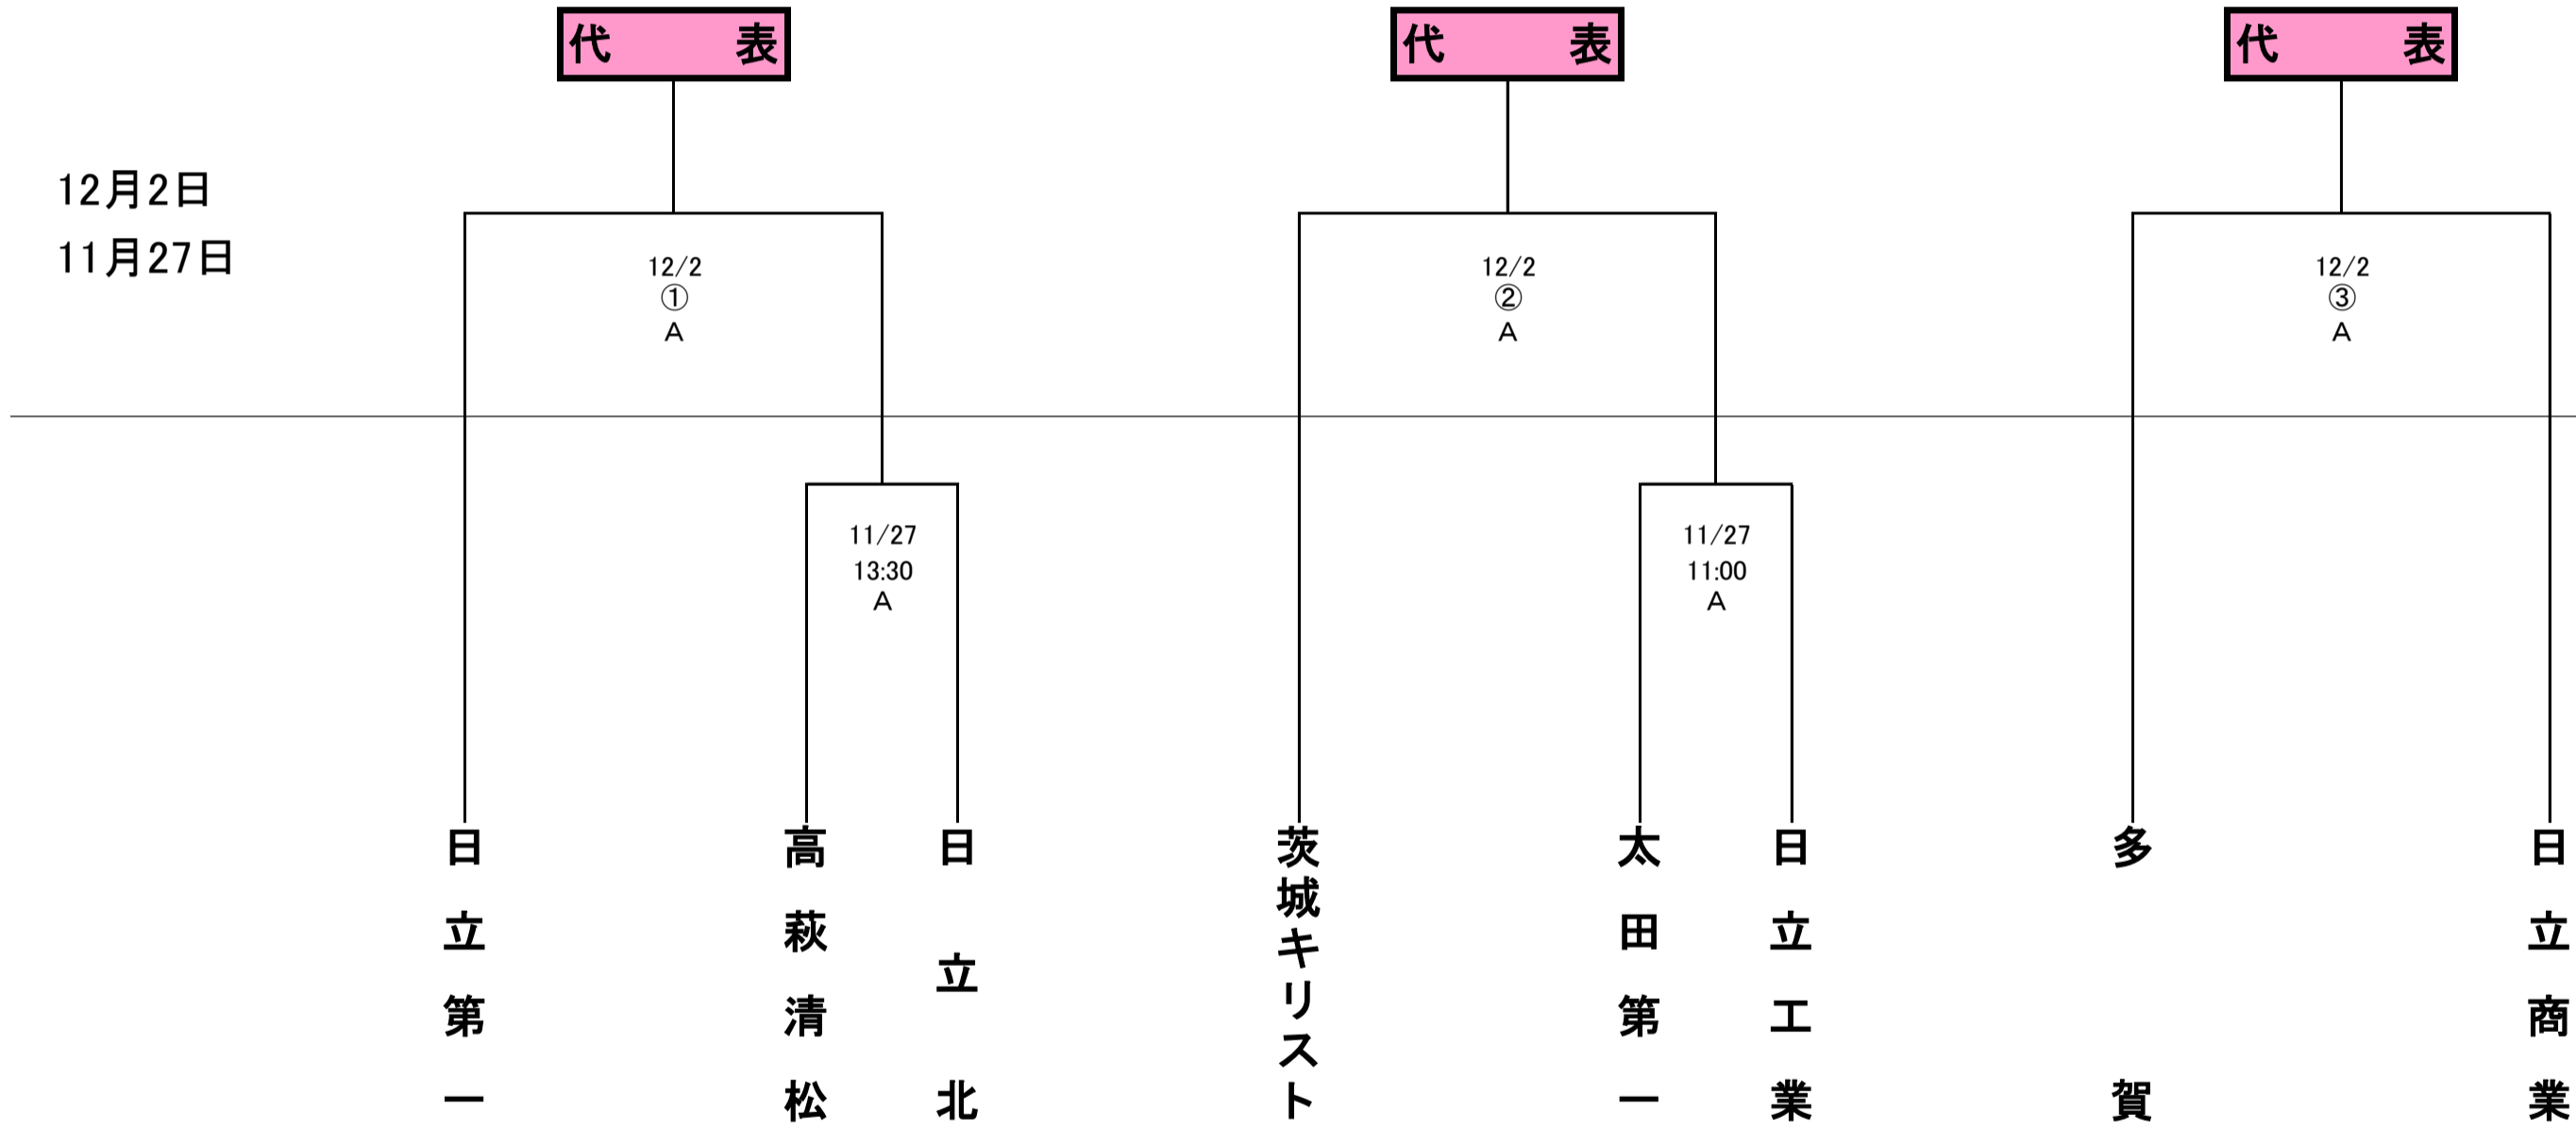 代表
代表
代表
12月2日
11月27日
12/2
①
A
12/2
②
A
12/2
③
A
11/27
13:30
A
11/27
11:00
A
日立第一
高萩清松
日立北
茨城キリスト
太田第一
日立工業
多賀
日立商業